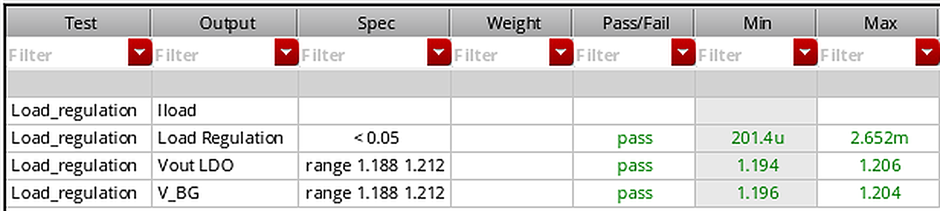 Test Output Spec Weight Pass/Fail Min Max
Filter Filter Filter Filter Filter Filter Filter
Load_regulation Iload
Load_regulation Load Regulation < 0.05 pass 201.4u 2.652m
Load_regulation Vout LDO range 1.188 1.212 pass 1.194 1.206
Load_regulation V_BG range 1.188 1.212 pass 1.196 1.204